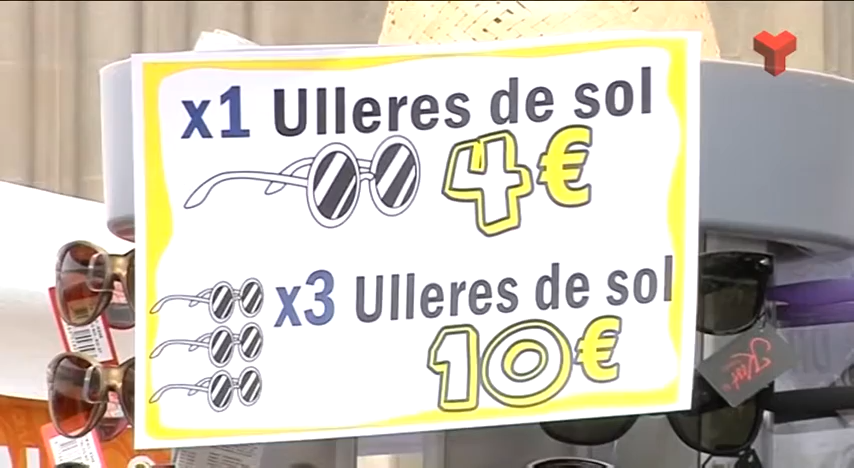 x1 Ulleres de sol
4€
x3 Ulleres de sol
10€